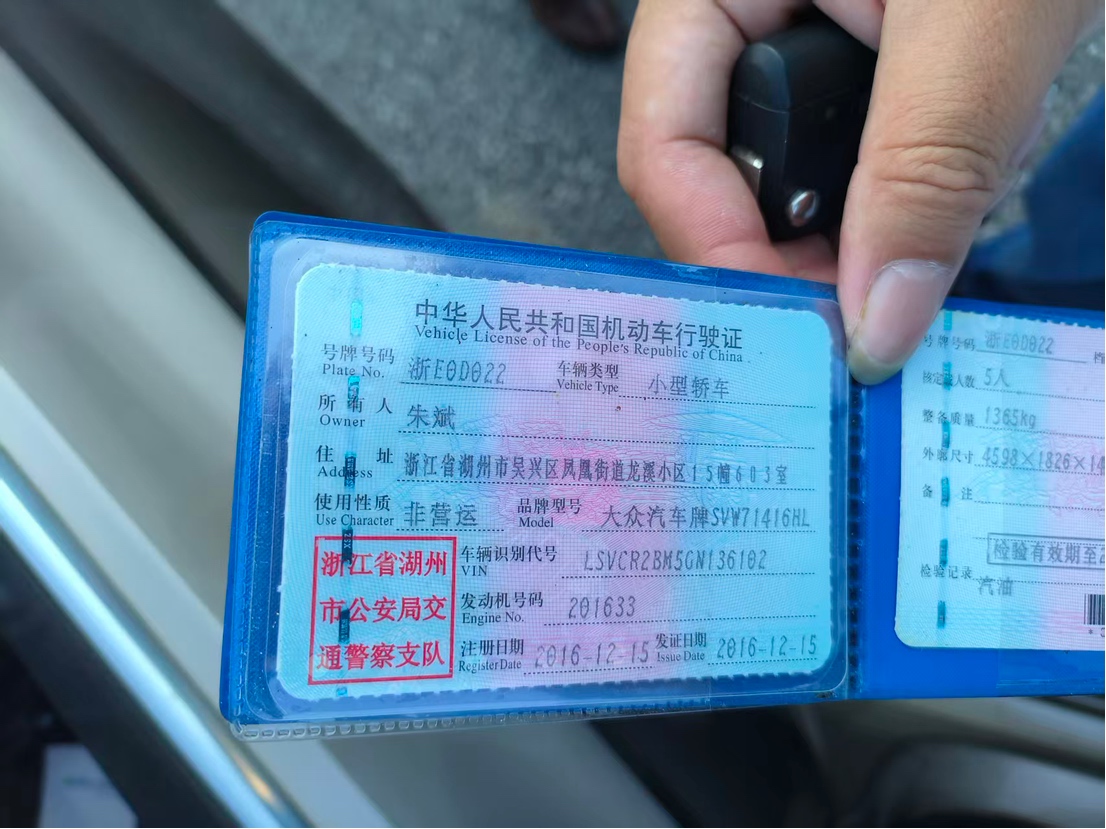 中华人民共和国机动车行驶证
Vehicle License of the People's Republic of China
号牌号码 浙E0D022 车辆类型 小型轿车
Plate No. Vehicle Type
所有人 朱斌
Owner
住址 浙江省湖州市吴兴区凤凰街道龙溪小区15幢603室
Address
使用性质 非营运 品牌型号 大众汽车牌SVW71416HL
Use Character Model
浙江省湖州
市公安局交
通警察支队
车辆识别代号 LSVCR2BM5GN136102
VIN
发动机号码 201633
Engine No.
注册日期 2016-12-15 发证日期 2016-12-15
Register Date Issue Date
号牌号码 浙E0D022 档
核定载人数 5人
整备质量 1365kg
外廓尺寸 4598×1826×14
备注
检验有效期至2
检验记录
汽油